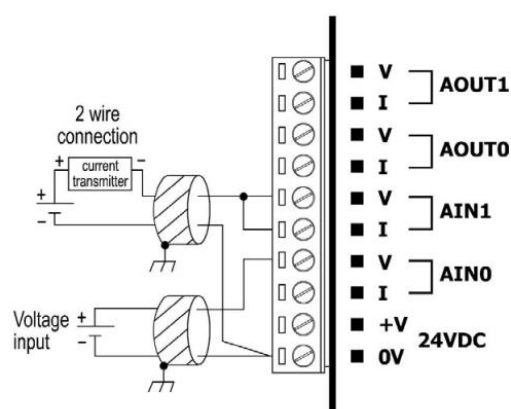 V
I
AOUT1
V
I
AOUT0
2 wire
connection
+ current transmitter -
+
-
V
I
AIN1
V
I
AIN0
Voltage
input
+
-
+V
0V
24VDC